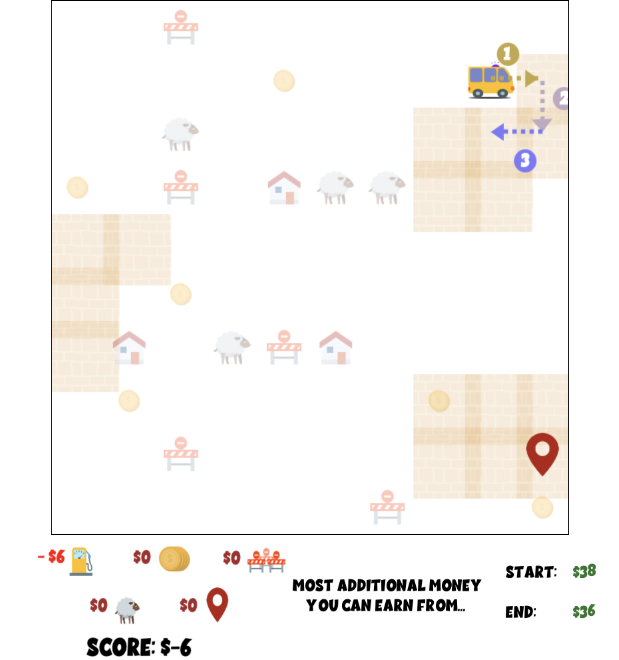 1
2
3
- $6 $0 $0
$0 $0
MOST ADDITIONAL MONEY
YOU CAN EARN FROM...
START: $38
END: $36
SCORE: $-6